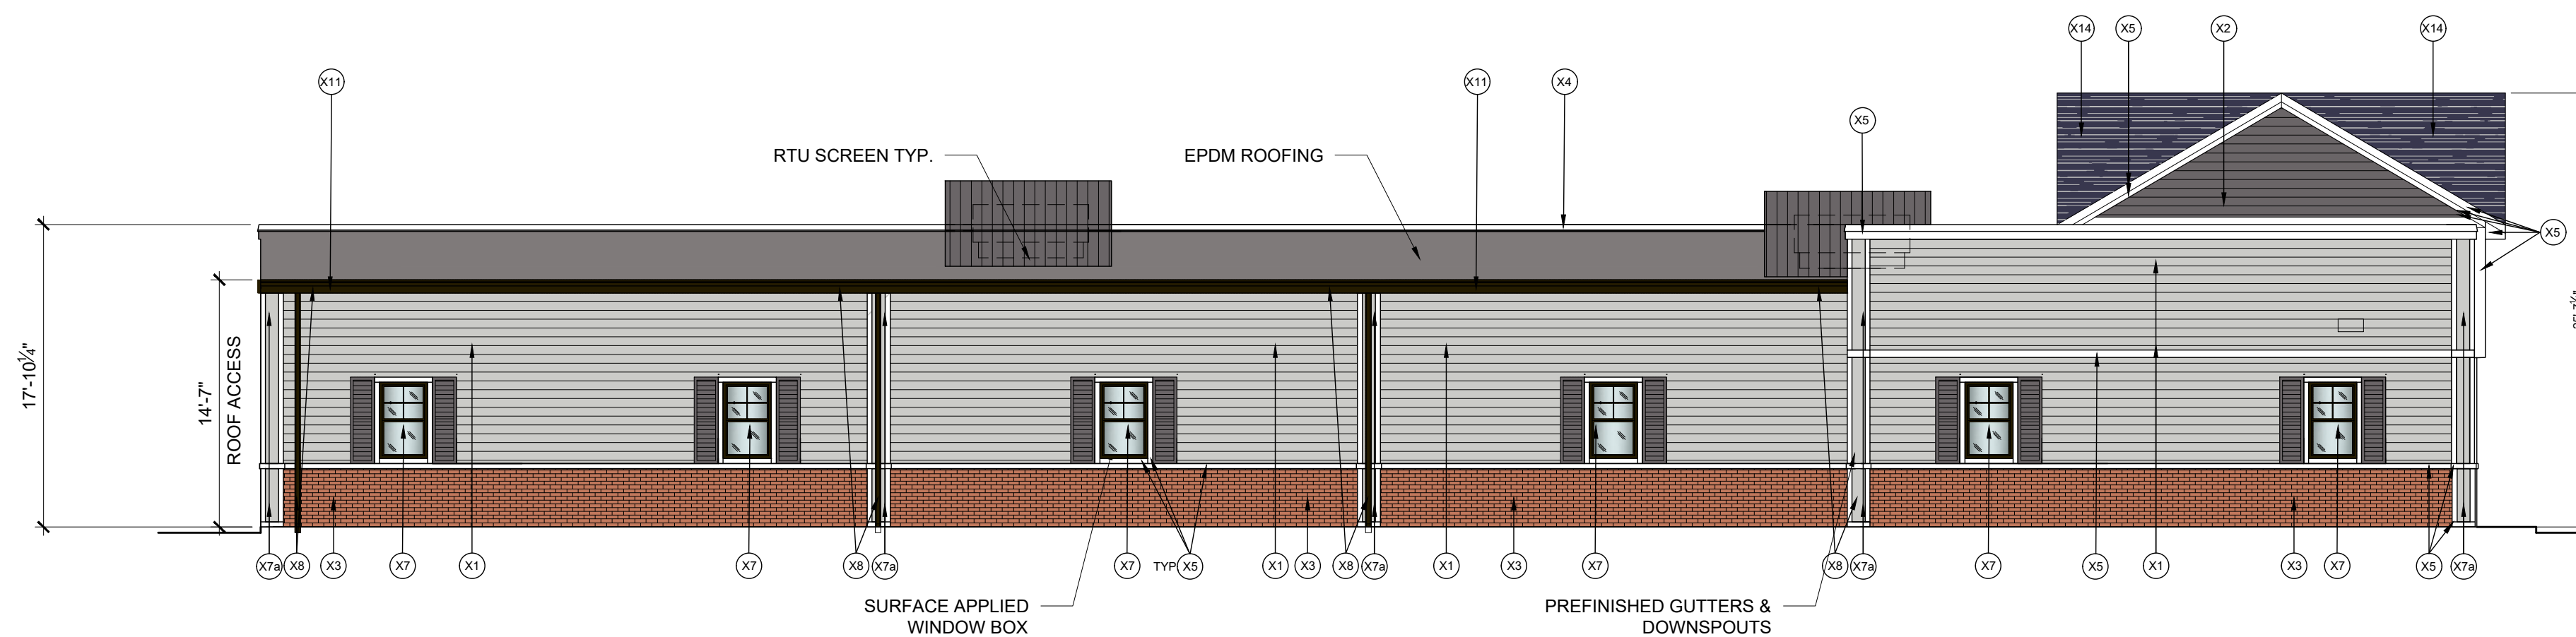 X14 X5 X2 X14
X11 X11 X4
X5
RTU SCREEN TYP. EPDM ROOFING
X5
17'-10¼"
14'-7"
ROOF ACCESS
X7a X8 X3 X7 X1 X7 X8 X7a X7 TYP X5 X1 X3 X8 X7a X1 X3 X7 X8 X7a X7 X5 X1 X3 X7 X5 X7a
SURFACE APPLIED
WINDOW BOX
PREFINISHED GUTTERS &
DOWNSPOUTS